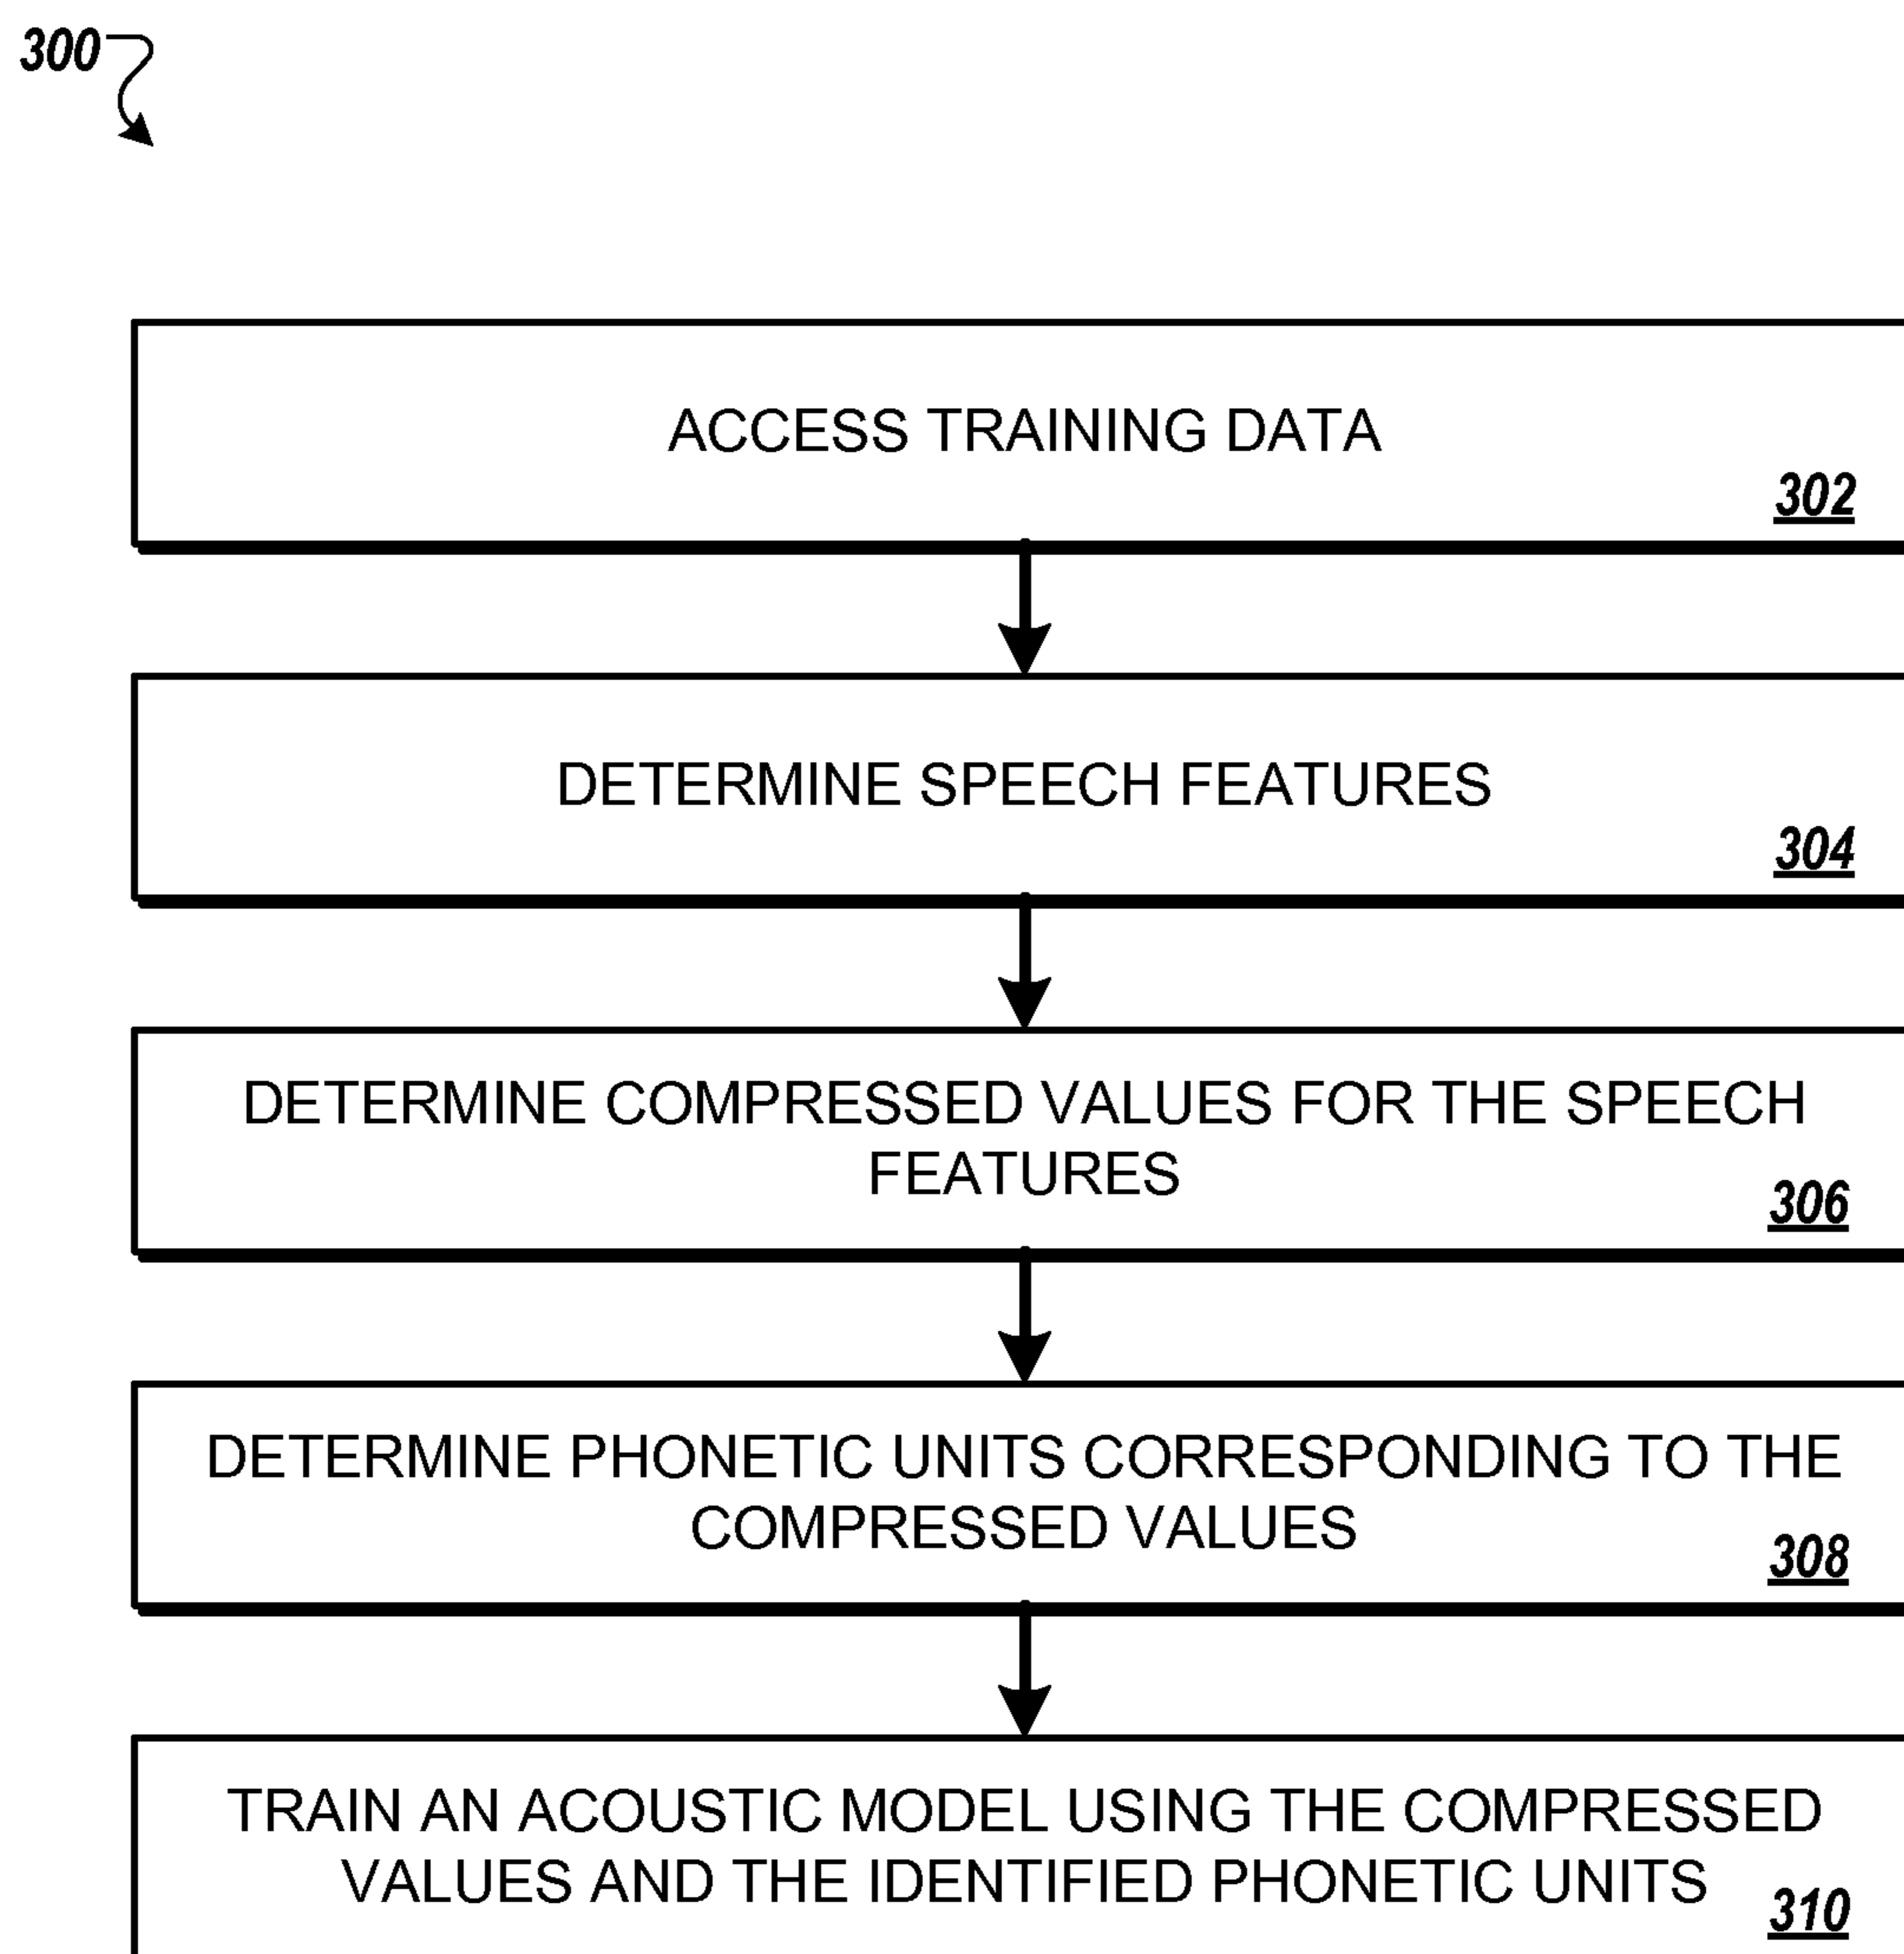 300
ACCESS TRAINING DATA
302
DETERMINE SPEECH FEATURES
304
DETERMINE COMPRESSED VALUES FOR THE SPEECH
FEATURES
306
DETERMINE PHONETIC UNITS CORRESPONDING TO THE
COMPRESSED VALUES
308
TRAIN AN ACOUSTIC MODEL USING THE COMPRESSED
VALUES AND THE IDENTIFIED PHONETIC UNITS
310